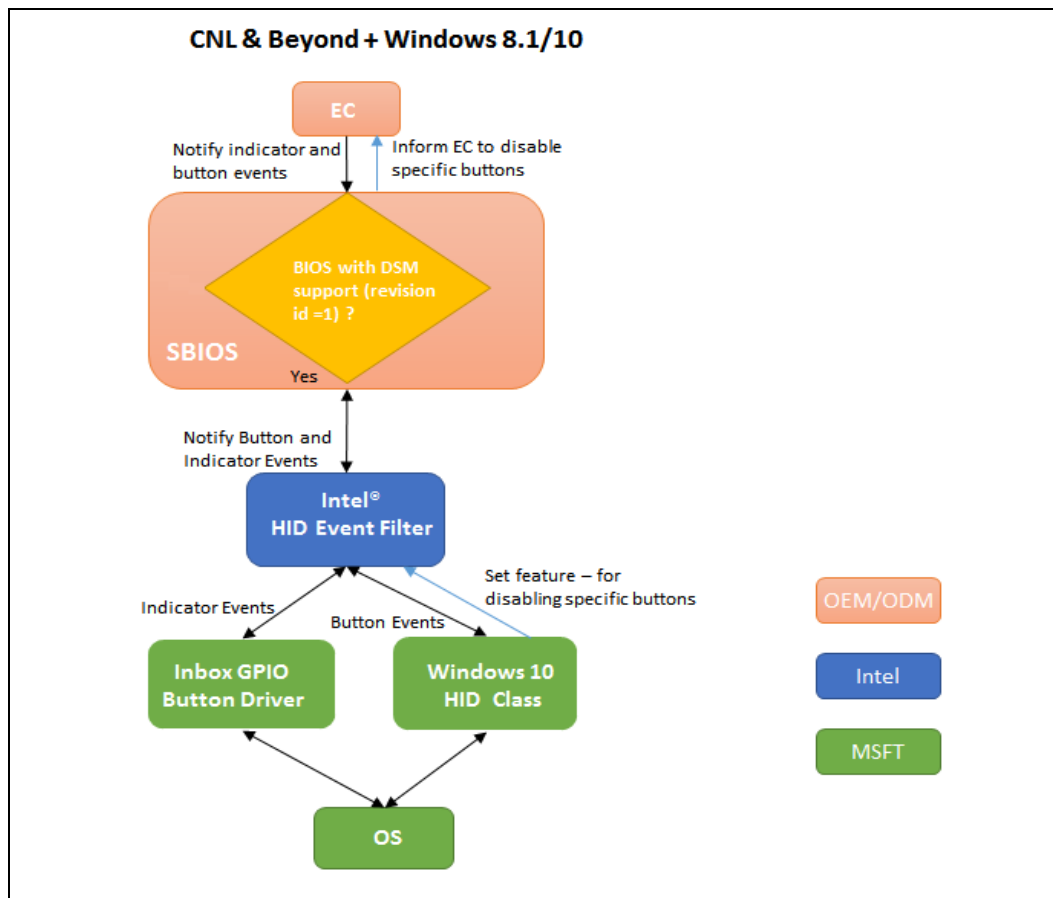 CNL & Beyond + Windows 8.1/10
EC
Notify indicator and
button events
Inform EC to disable
specific buttons
BIOS with DSM
support (revision
id =1) ?
SBIOS
Yes
Notify Button and
Indicator Events
Intel®
HID Event Filter
Set feature – for
disabling specific buttons
Indicator Events
Button Events
Inbox GPIO
Button Driver
Windows 10
HID Class
OS
OEM/ODM
Intel
MSFT